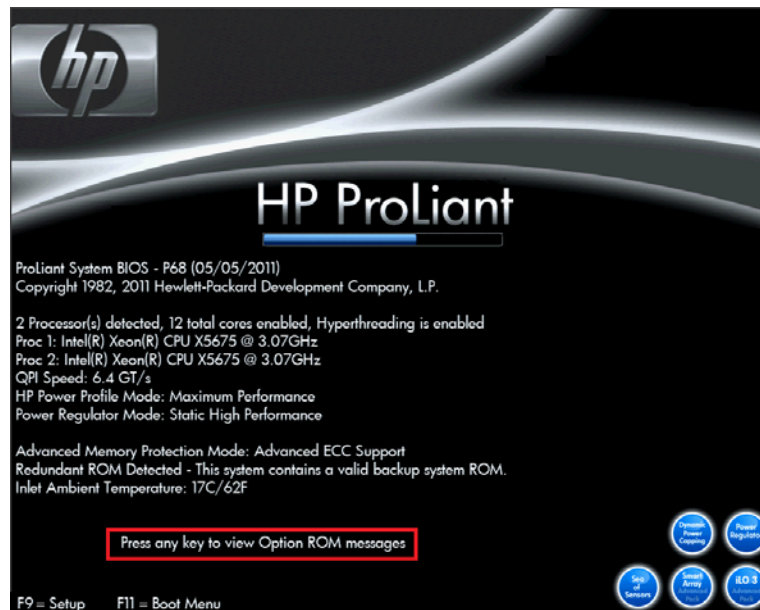 hp
HP ProLiant
ProLiant System BIOS - P68 (05/05/2011)
Copyright 1982, 2011 Hewlett-Packard Development Company, L.P.
2 Processor(s) detected, 12 total cores enabled, Hyperthreading is enabled
Proc 1: Intel(R) Xeon(R) CPU X5675 @ 3.07GHz
Proc 2: Intel(R) Xeon(R) CPU X5675 @ 3.07GHz
QPI Speed: 6.4 GT/s
HP Power Profile Mode: Maximum Performance
Power Regulator Mode: Static High Performance
Advanced Memory Protection Mode: Advanced ECC Support
Redundant ROM Detected - This system contains a valid backup system ROM.
Inlet Ambient Temperature: 17C/62F
Press any key to view Option ROM messages
Dynamic
Power
Capping
Power
Regulator
Sea
of
Sensors
Smart
Array
Advanced
Pack
iLO 3
Advanced
Pack
F9 = Setup F11 = Boot Menu